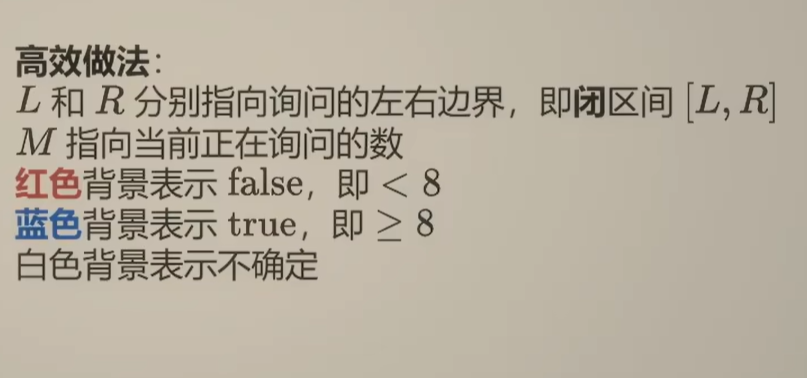 高效做法：
L 和 R 分别指向询问的左右边界，即闭区间 [L, R]
M 指向当前正在询问的数
红色背景表示 false，即 < 8
蓝色背景表示 true，即 ≥ 8
白色背景表示不确定